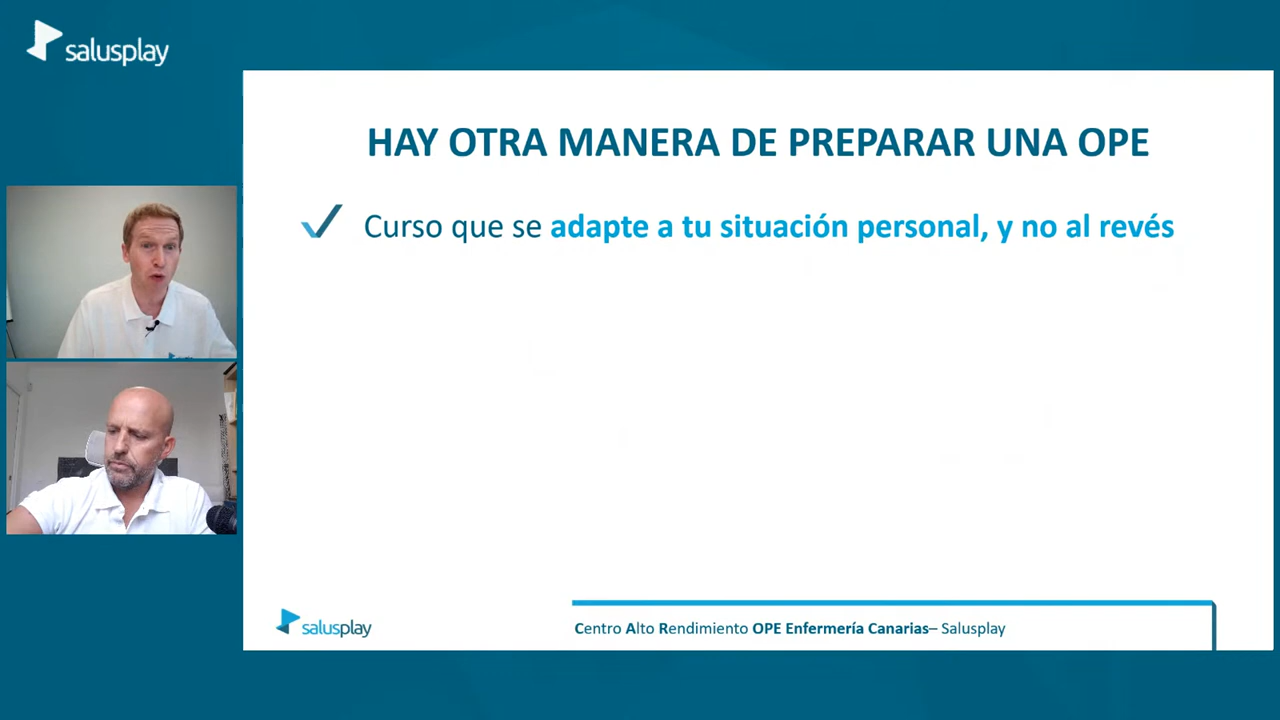 salusplay
HAY OTRA MANERA DE PREPARAR UNA OPE
Curso que se adapte a tu situación personal, y no al revés
salusplay
Centro Alto Rendimiento OPE Enfermería Canarias– Salusplay